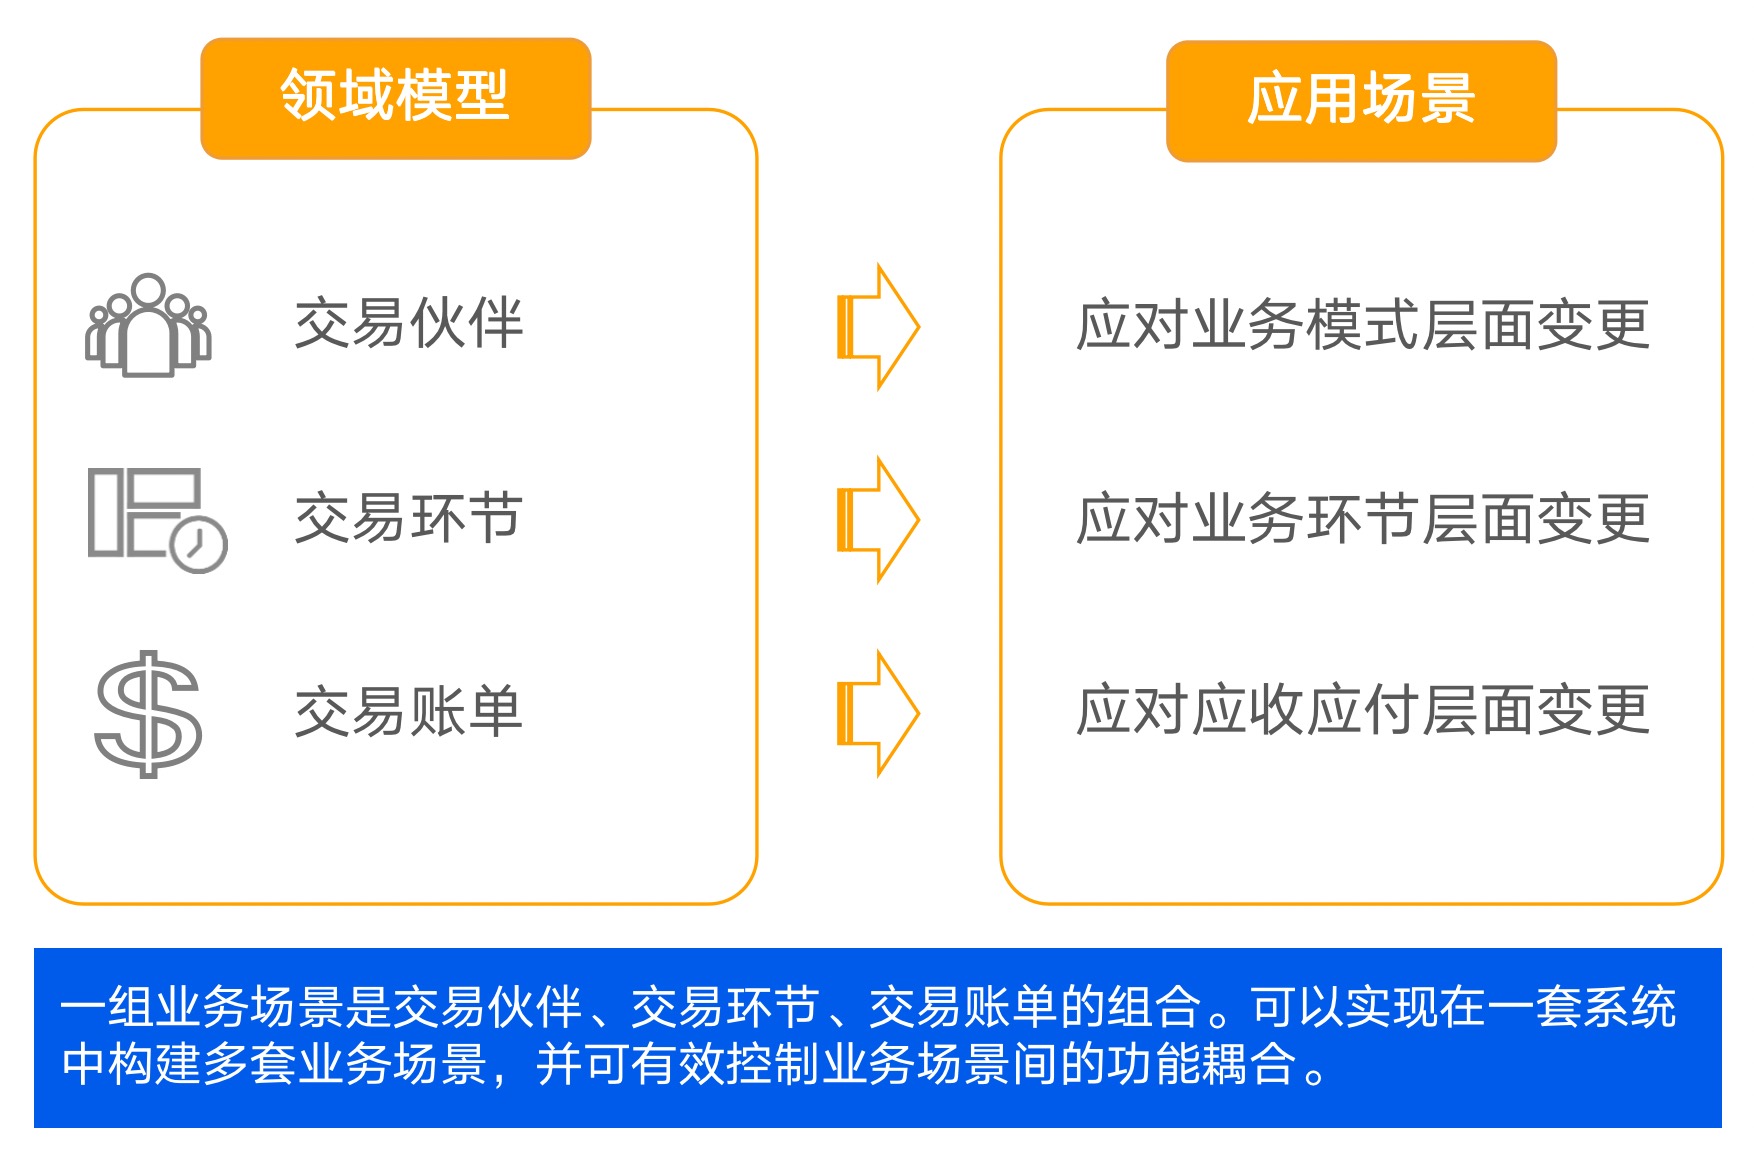 领域模型
应用场景
交易伙伴
应对业务模式层面变更
交易环节
应对业务环节层面变更
交易账单
应对应收应付层面变更
一组业务场景是交易伙伴、交易环节、交易账单的组合。可以实现在一套系统
中构建多套业务场景，并可有效控制业务场景间的功能耦合。